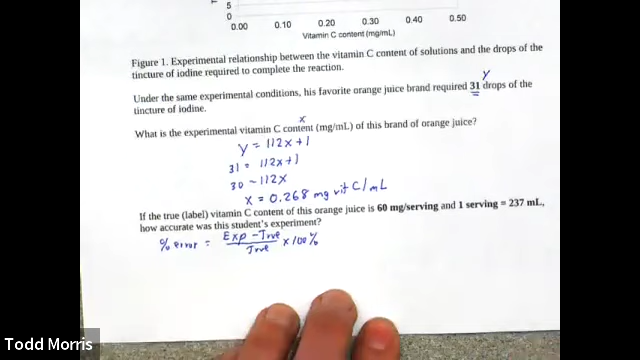 5
0
0.00 0.10 0.20 0.30 0.40 0.50
Vitamin C content (mg/mL)
Figure 1. Experimental relationship between the vitamin C content of solutions and the drops of the
tincture of iodine required to complete the reaction.
y
Under the same experimental conditions, his favorite orange juice brand required 31 drops of the
tincture of iodine.
x
What is the experimental vitamin C content (mg/mL) of this brand of orange juice?
y = 112x+1
31 = 112x+1
30 = 112x
x = 0.268 mg vit C/mL
If the true (label) vitamin C content of this orange juice is 60 mg/serving and 1 serving = 237 mL,
how accurate was this student's experiment?
% error = Exp - True / True x 100%
Todd Morris